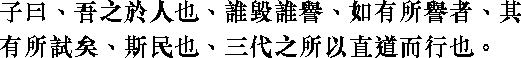 子曰、吾之於人也、誰毀誰譽、如有所譽者、其
有所試矣、斯民也、三代之所以直道而行也。